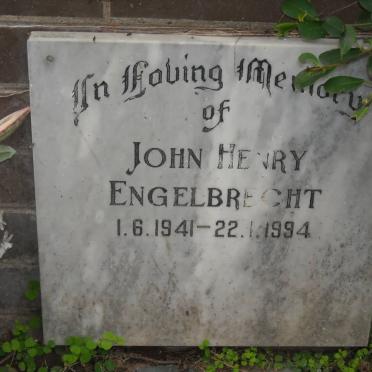 In Loving Memory
of
JOHN HENRY
ENGELBRECHT
1.6.1941-22.1.1994